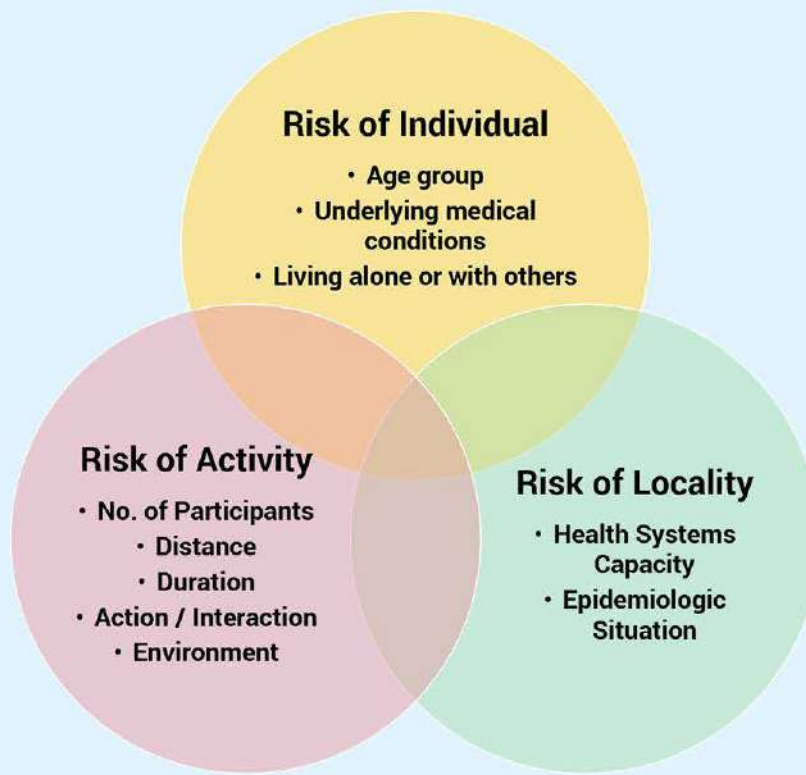 Risk of Individual
• Age group
• Underlying medical
conditions
• Living alone or with others
Risk of Activity
• No. of Participants
• Distance
• Duration
• Action / Interaction
• Environment
Risk of Locality
• Health Systems
Capacity
• Epidemiologic
Situation